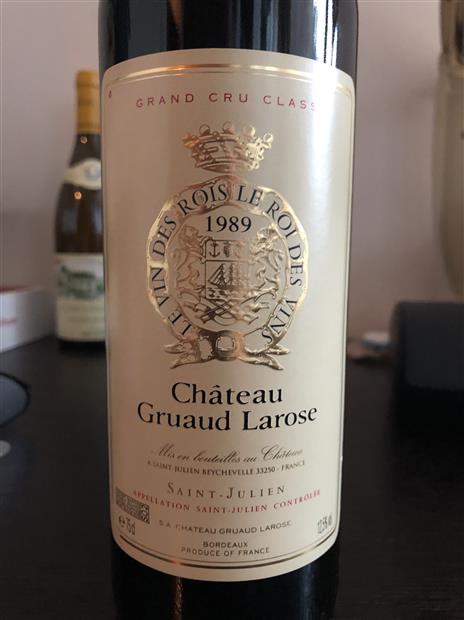 GRAND CRU CLASS
LE VIN DES ROIS LE ROI DES VINS
1989
Château
Gruaud Larose
Mis en bouteilles au Château
A SAINT-JULIEN BEYCHEVELLE 33250 - FRANCE
SAINT-JULIEN
APPELLATION SAINT-JULIEN CONTROLÉE
e 75cl
S.A. CHATEAU GRUAUD LAROSE
12,5%
BORDEAUX
PRODUCE OF FRANCE